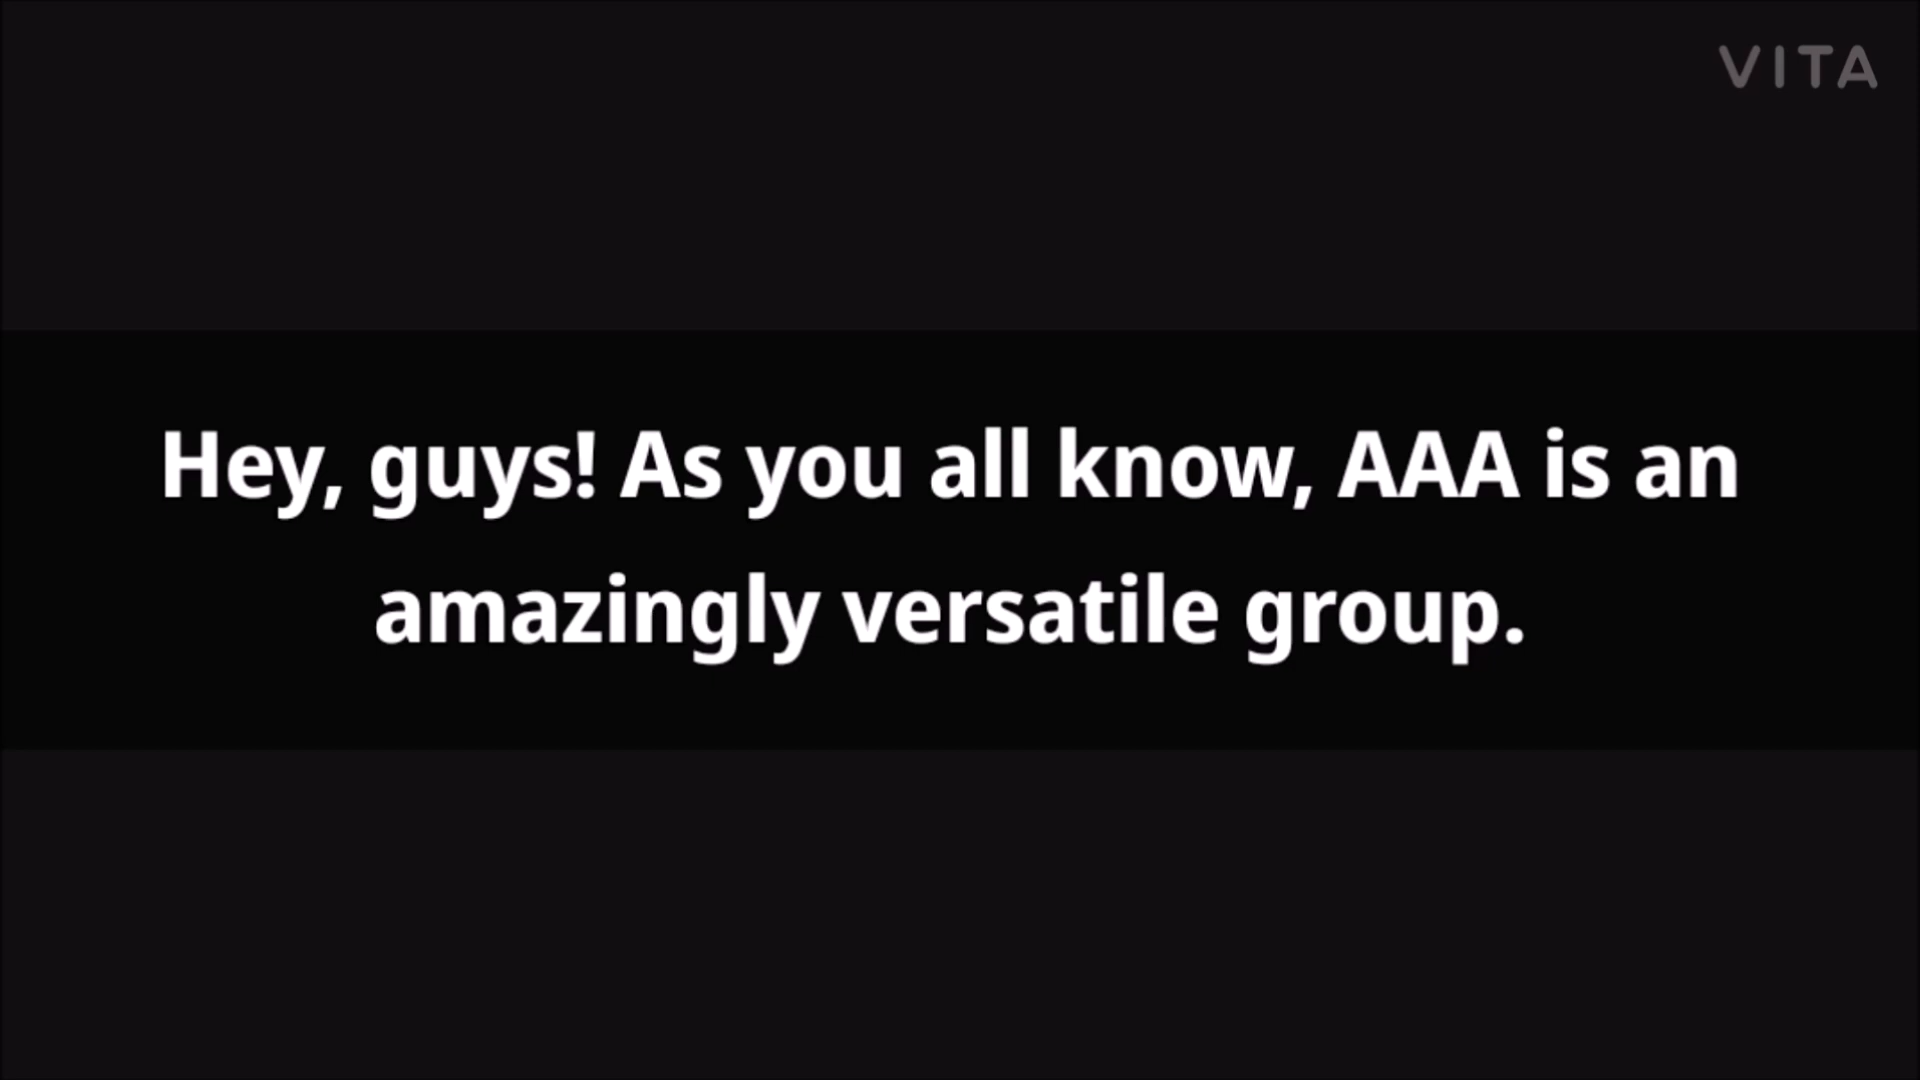 VITA
Hey, guys! As you all know, AAA is an
amazingly versatile group.